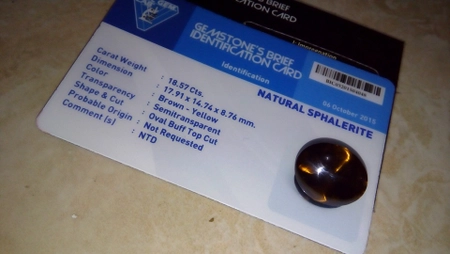 GEMSTONE'S BRIEF
IDENTIFICATION CARD
Identification
NATURAL SPHALERITE
06 October 2015
Carat Weight : 18.57 Cts.
Dimension : 17.91 x 14.74 x 8.76 mm.
Color : Brown - Yellow
Transparency : Semitransparent
Shape & Cut : Oval Buff Top Cut
Probable Origin : Not Requested
Comment (s) : NTD